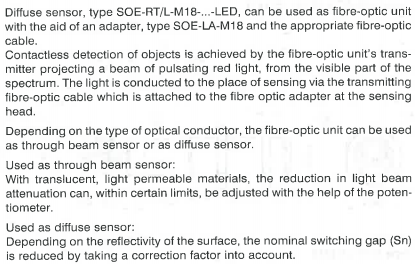 Diffuse sensor, type SOE-RT/L-M18-...-LED, can be used as fibre-optic unit
with the aid of an adapter, type SOE-LA-M18 and the appropriate fibre-optic
cable.
Contactless detection of objects is achieved by the fibre-optic unit's trans-
mitter projecting a beam of pulsating red light, from the visible part of the
spectrum. The light is conducted to the place of sensing via the transmitting
fibre-optic cable which is attached to the fibre optic adapter at the sensing
head.
Depending on the type of optical conductor, the fibre-optic unit can be used
as through beam sensor or as diffuse sensor.
Used as through beam sensor:
With translucent, light permeable materials, the reduction in light beam
attenuation can, within certain limits, be adjusted with the help of the poten-
tiometer.
Used as diffuse sensor:
Depending on the reflectivity of the surface, the nominal switching gap (Sn)
is reduced by taking a correction factor into account.